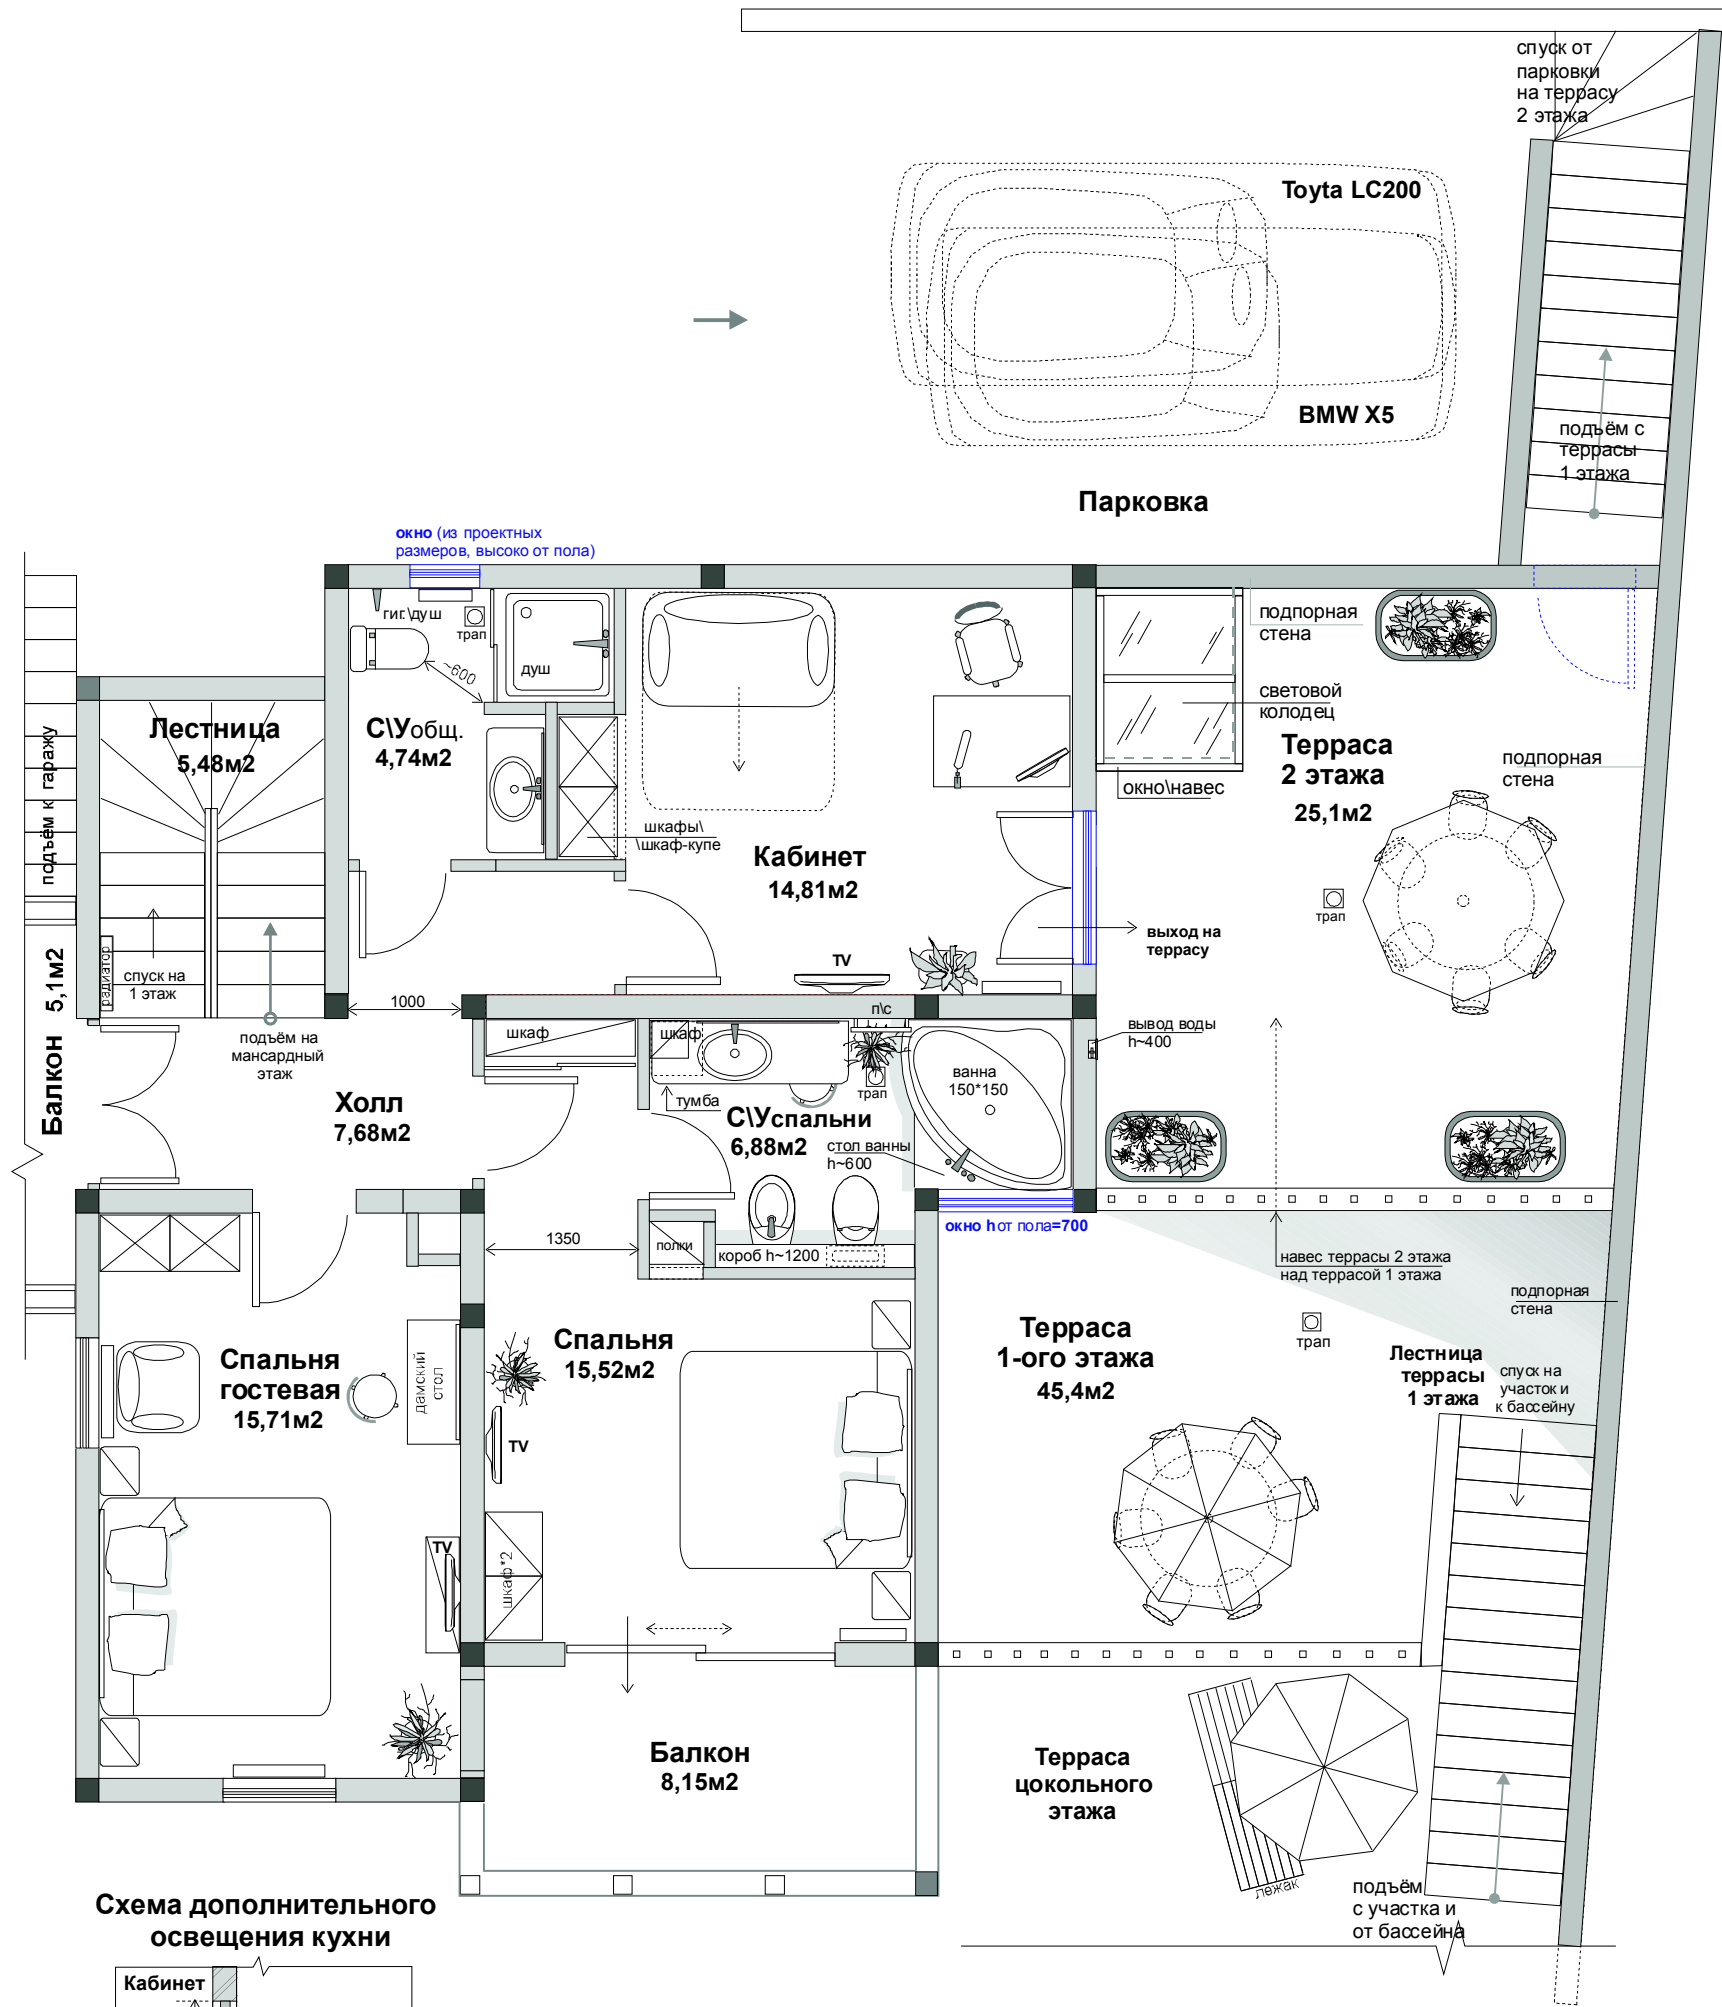 спуск от
парковки
на террасу
2 этажа
Toyta LC200
BMW X5
подъём с
террасы
1 этажа
Парковка
окно (из проектных
размеров, высоко от пола)
гиг.\душ
трап
~600
душ
подпорная
стена
световой
колодец
Лестница
5,48м2
С\Уобщ.
4,74м2
Терраса
2 этажа
25,1м2
подпорная
стена
окно\навес
подъём к гаражу
шкафы\
\шкаф-купе
Кабинет
14,81м2
трап
выход на
террасу
TV
радиатор
спуск на
1 этаж
Балкон 5,1м2
1000
п\с
подъём на
мансардный
этаж
шкаф
шкаф
вывод воды
h~400
ванна
150*150
трап
тумба
Холл
7,68м2
С\Успальни
6,88м2
стол ванны
h~600
окно hот пола=700
1350
полки
короб h~1200
навес террасы 2 этажа
над террасой 1 этажа
подпорная
стена
трап
Спальня
гостевая
15,71м2
дамский
стол
Спальня
15,52м2
Терраса
1-ого этажа
45,4м2
Лестница
террасы
1 этажа
спуск на
участок и
к бассейну
TV
TV
шкаф*2
Балкон
8,15м2
Терраса
цокольного
этажа
лежак
подъём
с участка и
от бассейна
Схема дополнительного
освещения кухни
Кабинет